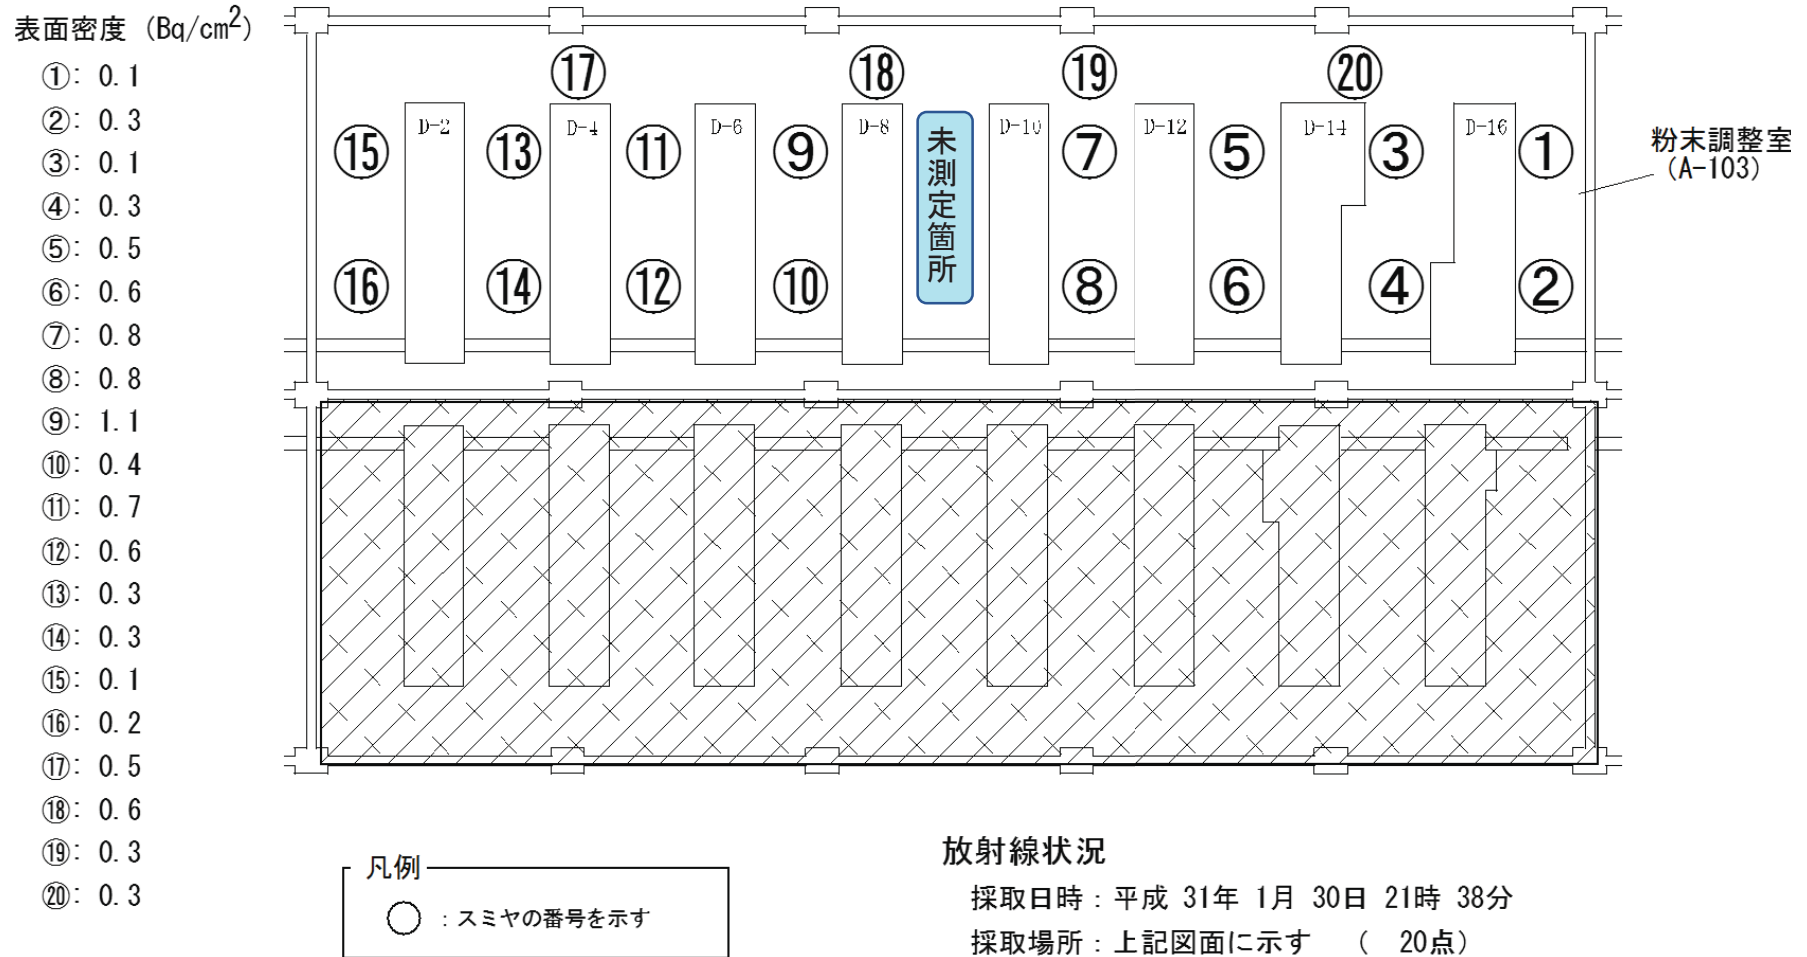 表面密度 (Bq/cm²)
①: 0.1
②: 0.3
③: 0.1
④: 0.3
⑤: 0.5
⑥: 0.6
⑦: 0.8
⑧: 0.8
⑨: 1.1
⑩: 0.4
⑪: 0.7
⑫: 0.6
⑬: 0.3
⑭: 0.3
⑮: 0.1
⑯: 0.2
⑰: 0.5
⑱: 0.6
⑲: 0.3
⑳: 0.3
⑰ ⑱ ⑲ ⑳
D-2 D-4 D-6 D-8 D-10 D-12 D-14 D-16
⑮ ⑬ ⑪ ⑨ ⑦ ⑤ ③ ①
未測定箇所
⑯ ⑭ ⑫ ⑩ ⑧ ⑥ ④ ②
粉末調整室
(A-103)
凡例
○ : スミヤの番号を示す
放射線状況
採取日時 : 平成 31年 1月 30日 21時 38分
採取場所 : 上記図面に示す ( 20点)